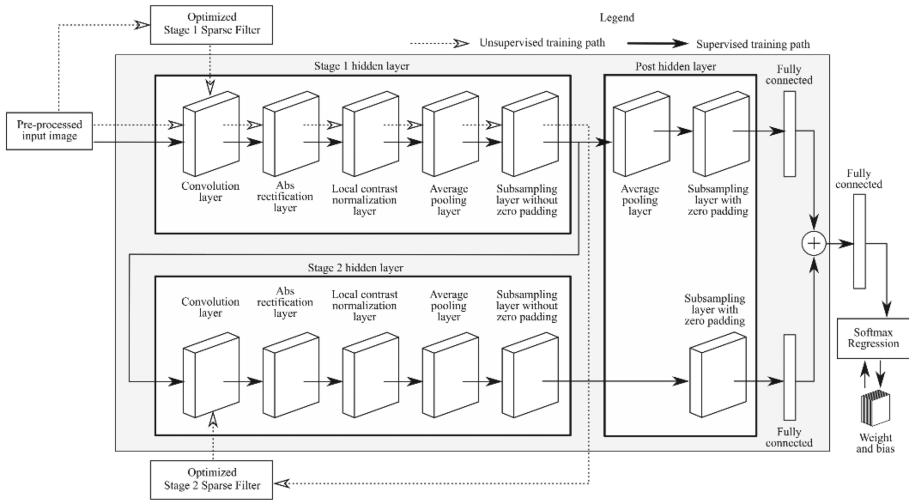 Optimized
Stage 1 Sparse Filter
Legend
Unsupervised training path
Supervised training path
Pre-processed
input image
Stage 1 hidden layer
Post hidden layer
Fully
connected
Convolution
layer
Abs
rectification
layer
Local contrast
normalization
layer
Average
pooling
layer
Subsampling
layer without
zero padding
Average
pooling
layer
Subsampling
layer with
zero padding
Fully
connected
Stage 2 hidden layer
Convolution
layer
Abs
rectification
layer
Local contrast
normalization layer
Average
pooling
layer
Subsampling
layer without
zero padding
Subsampling
layer with
zero padding
Softmax
Regression
Fully
connected
Weight
and bias
Optimized
Stage 2 Sparse Filter